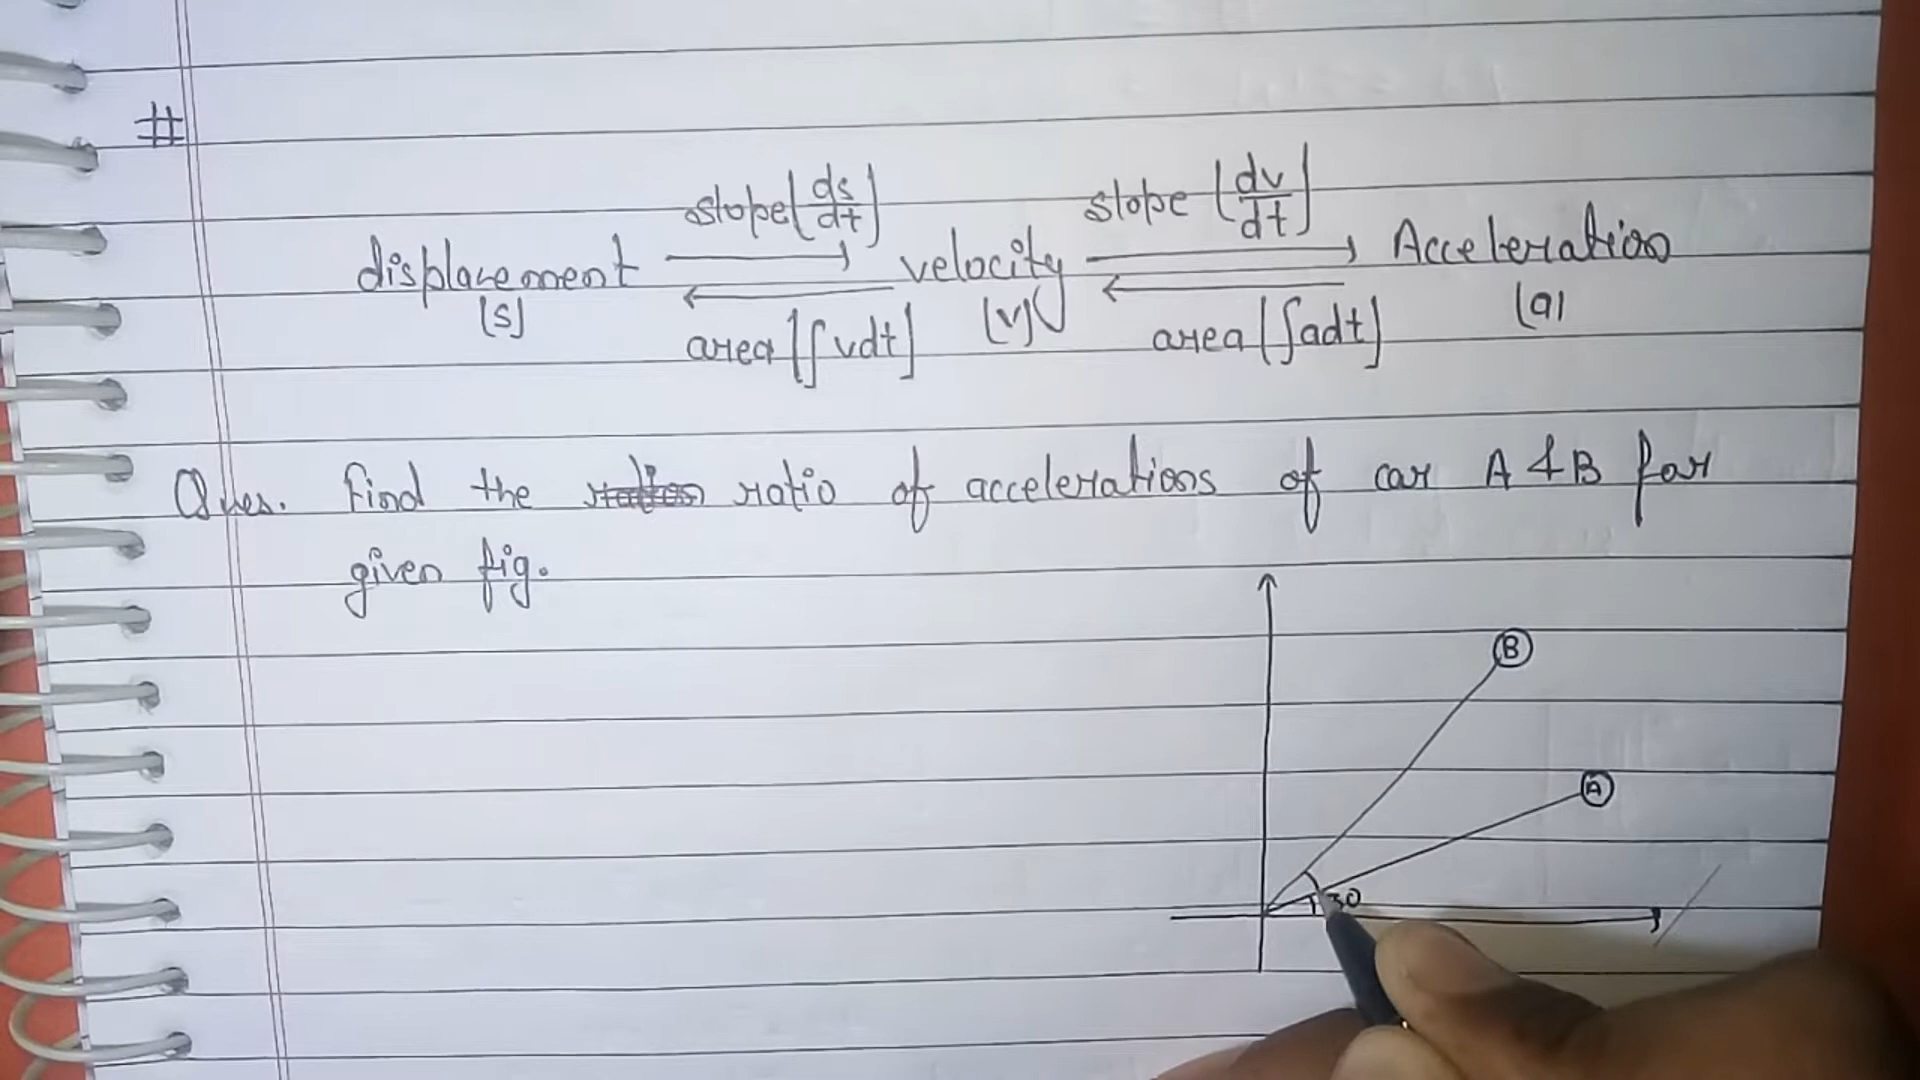 #
slope[ds/dt] slope [dv/dt]
displacement velocity Acceleration
[s] [v] (a)
area [∫vdt] area [∫adt]
Ques. Find the ratio of accelerations of car A & B for
given fig.
B
A
30